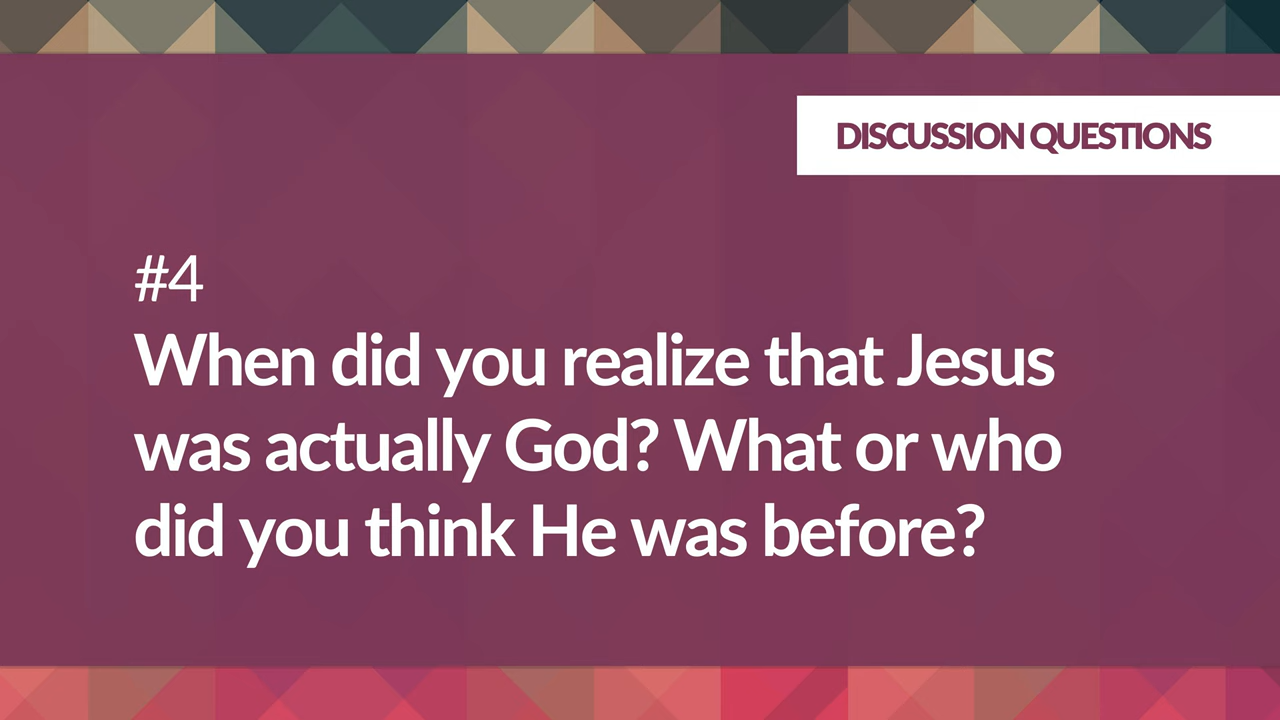 DISCUSSION QUESTIONS
#4
When did you realize that Jesus
was actually God? What or who
did you think He was before?